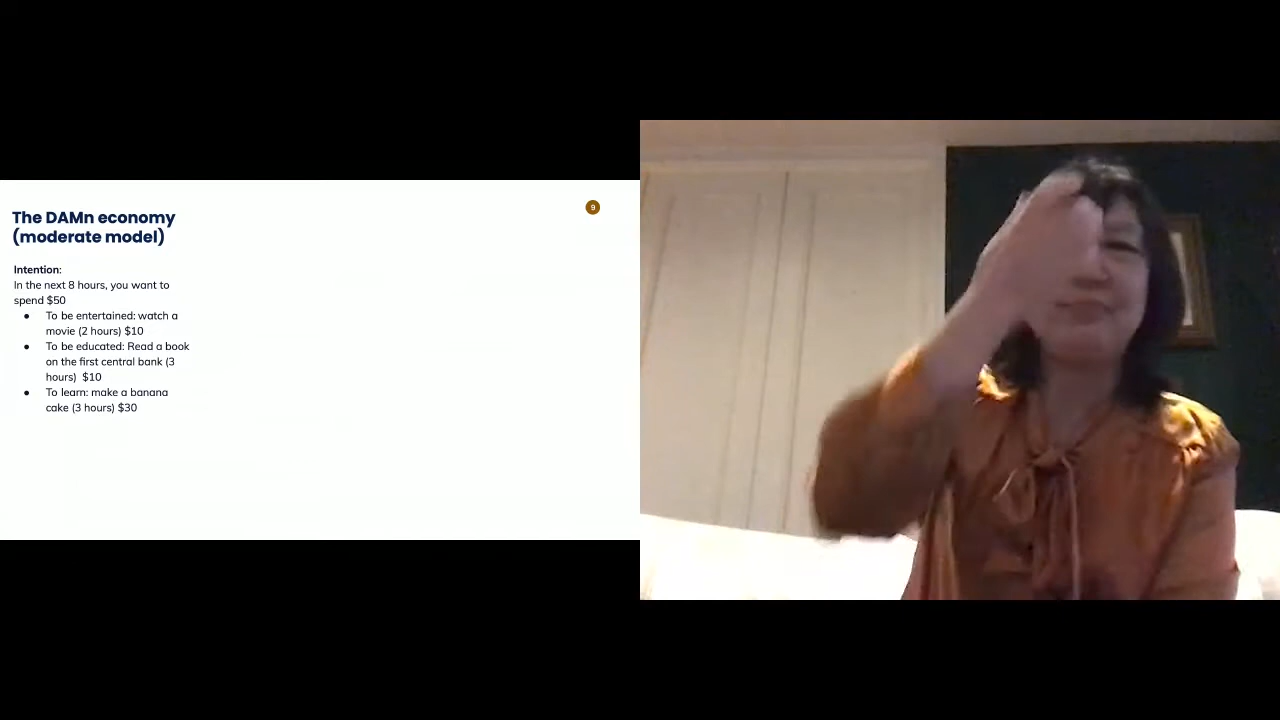 The DAMn economy
(moderate model)
9
Intention:
In the next 8 hours, you want to
spend $50
● To be entertained: watch a
movie (2 hours) $10
● To be educated: Read a book
on the first central bank (3
hours)  $10
● To learn: make a banana
cake (3 hours) $30